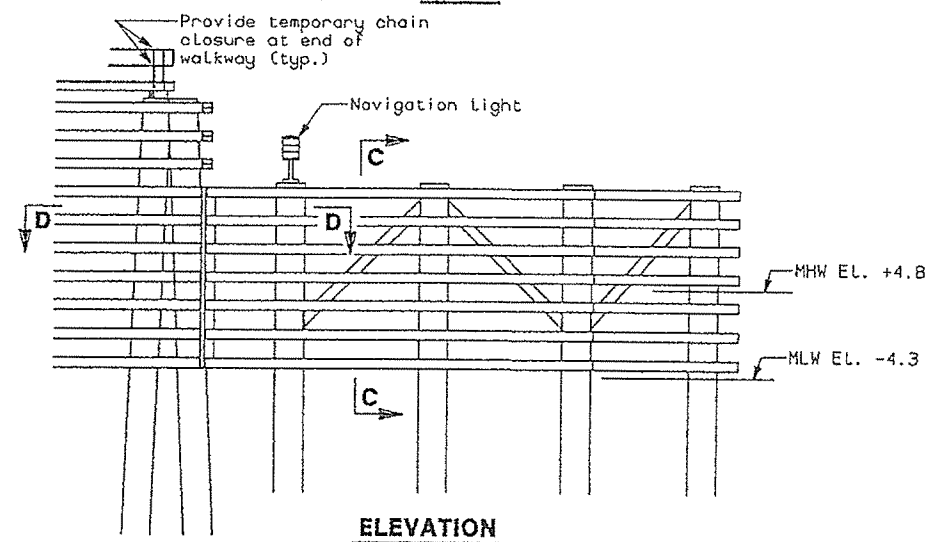 Provide temporary chain
closure at end of
walkway (typ.)
Navigation light
C
D
D
MHW EL. +4.8
MLW EL. -4.3
C
ELEVATION